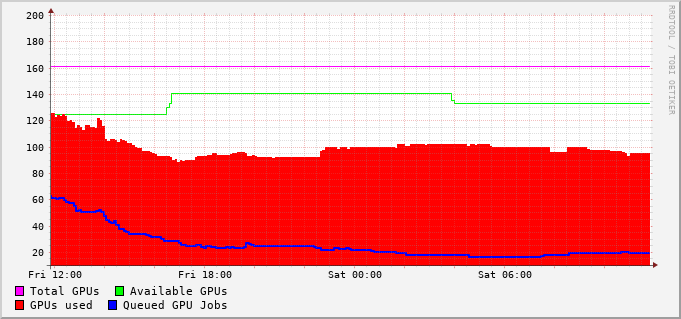 200
180
160
140
120
100
80
60
40
20
Fri 12:00 Fri 18:00 Sat 00:00 Sat 06:00
Total GPUs Available GPUs
GPUs used Queued GPU Jobs
RRDTOOL / TOBI OETIKER